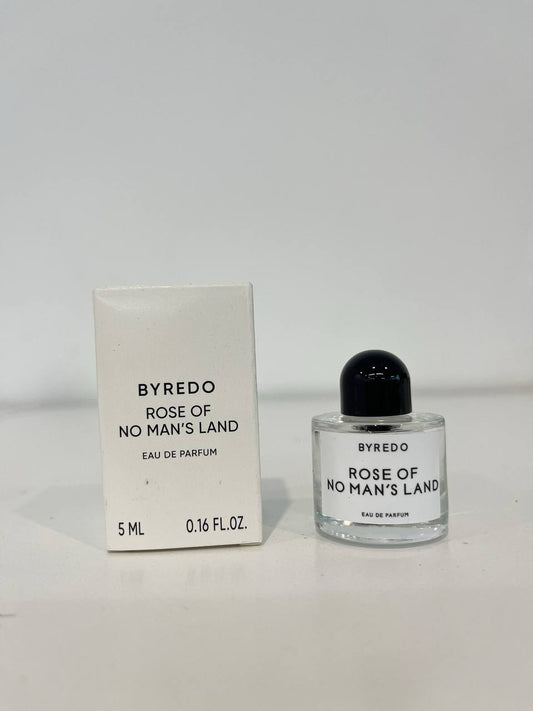 BYREDO
ROSE OF
NO MAN'S LAND
EAU DE PARFUM
5 ML 0.16 FL.OZ.
BYREDO
ROSE OF
NO MAN'S LAND
EAU DE PARFUM